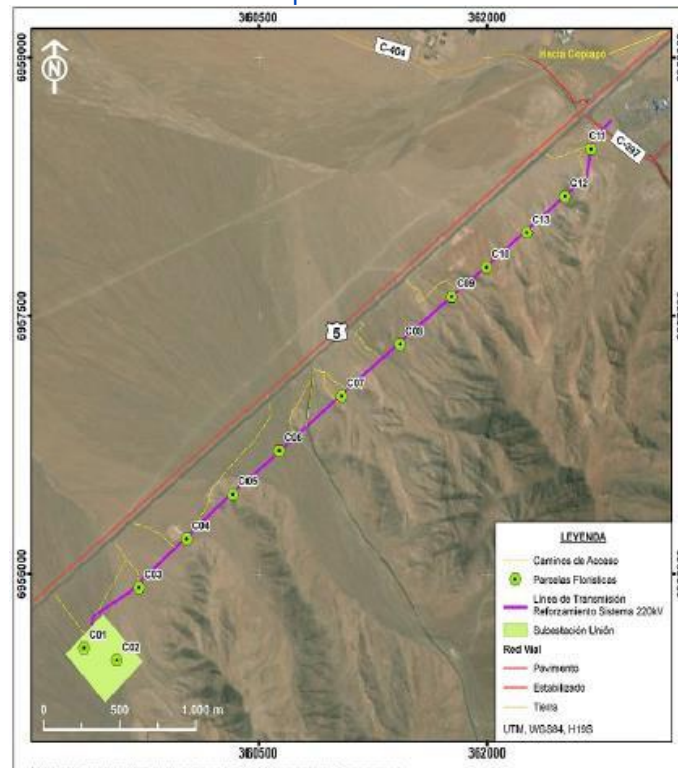 360500 362000
6959000
N
C-404
Hacia Copiapo
C-397
C11
C12
C13
C10
C09
6957500
5
C08
C07
C06
C05
C04
6956000
C03
C01
C02
LEYENDA
Caminos de Acceso
Parcelas Florísticas
Línea de Transmisión
Reforzamiento Sistema 220kV
Subestación Unión
Red Vial
Pavimento
Estabilizado
Tierra
UTM, WGS84, H19S
0 500 1.000 m
360500 362000